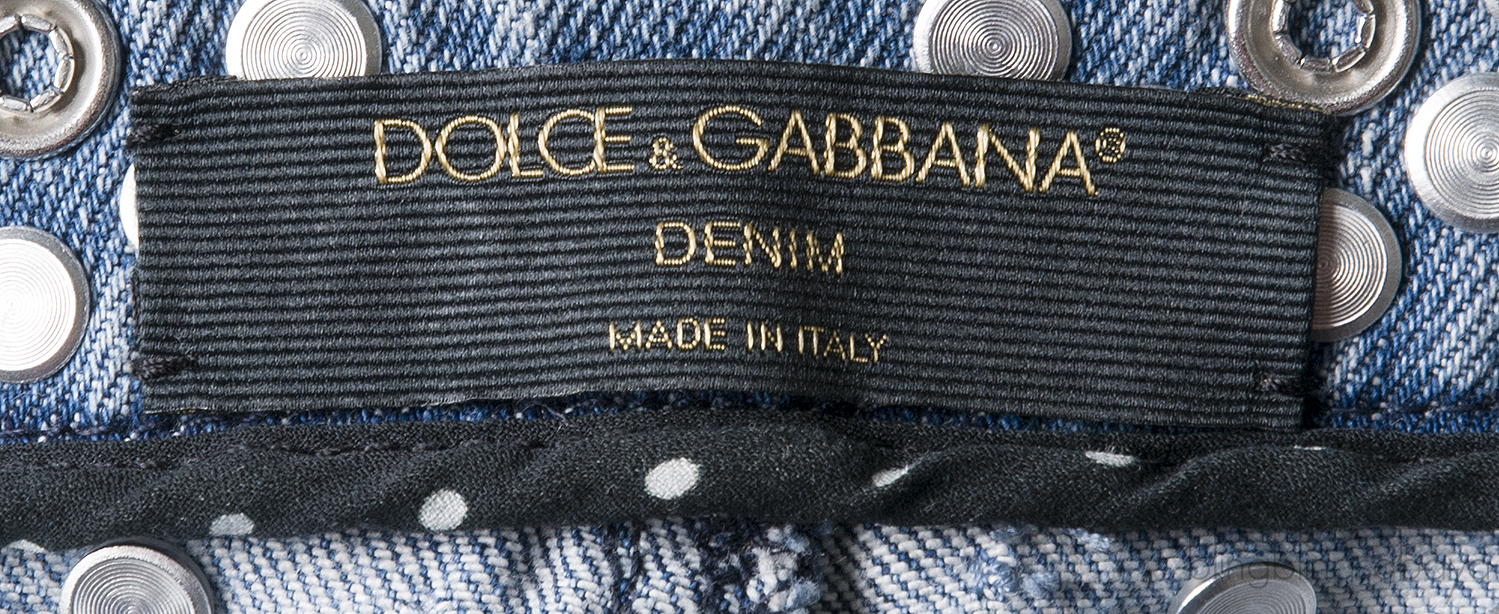 DOLCE & GABBANA®
DENIM
MADE IN ITALY